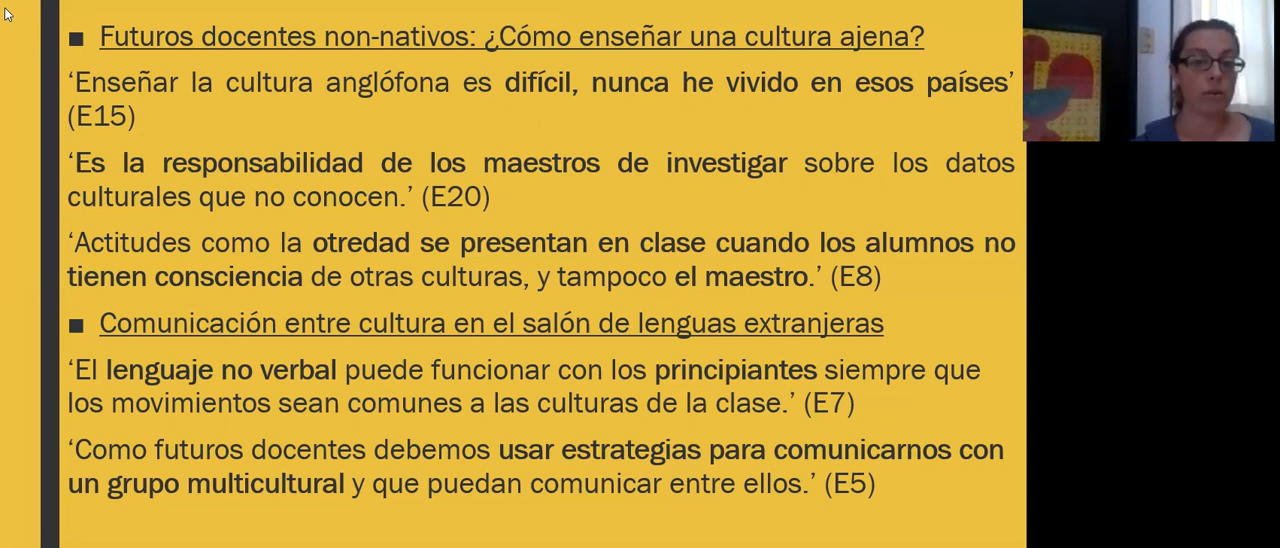 ■ Futuros docentes non-nativos: ¿Cómo enseñar una cultura ajena?
‘Enseñar la cultura anglófona es difícil, nunca he vivido en esos países’
(E15)
‘Es la responsabilidad de los maestros de investigar sobre los datos
culturales que no conocen.’ (E20)
‘Actitudes como la otredad se presentan en clase cuando los alumnos no
tienen consciencia de otras culturas, y tampoco el maestro.’ (E8)
■ Comunicación entre cultura en el salón de lenguas extranjeras
‘El lenguaje no verbal puede funcionar con los principiantes siempre que
los movimientos sean comunes a las culturas de la clase.’ (E7)
‘Como futuros docentes debemos usar estrategias para comunicarnos con
un grupo multicultural y que puedan comunicar entre ellos.’ (E5)